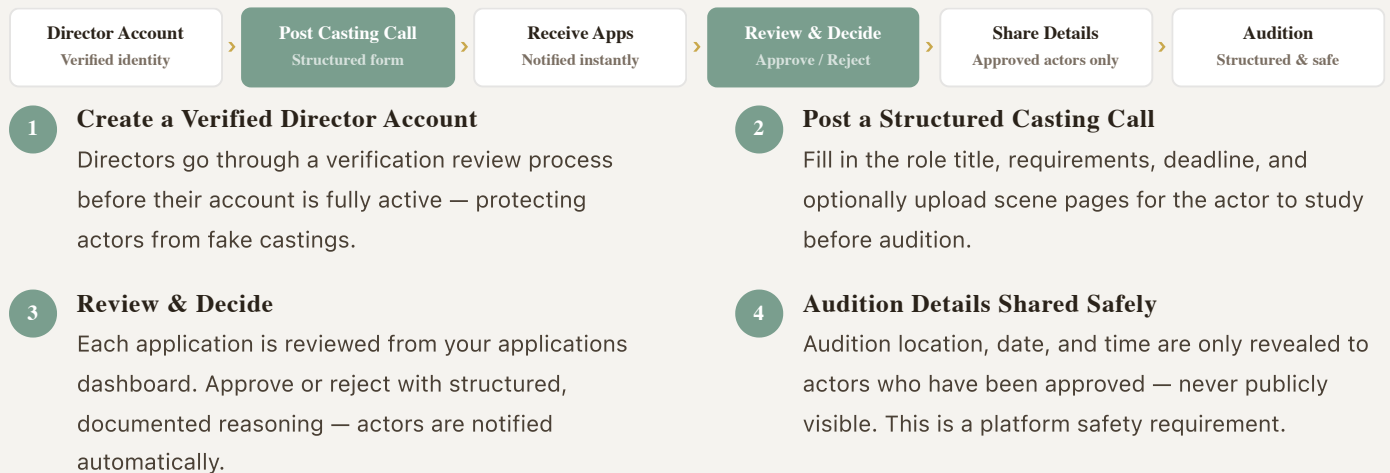 Director Account
Verified identity
›
Post Casting Call
Structured form
›
Receive Apps
Notified instantly
›
Review & Decide
Approve / Reject
›
Share Details
Approved actors only
›
Audition
Structured & safe
1
Create a Verified Director Account
Directors go through a verification review process
before their account is fully active — protecting
actors from fake castings.
2
Post a Structured Casting Call
Fill in the role title, requirements, deadline, and
optionally upload scene pages for the actor to study
before audition.
3
Review & Decide
Each application is reviewed from your applications
dashboard. Approve or reject with structured,
documented reasoning — actors are notified
automatically.
4
Audition Details Shared Safely
Audition location, date, and time are only revealed to
actors who have been approved — never publicly
visible. This is a platform safety requirement.